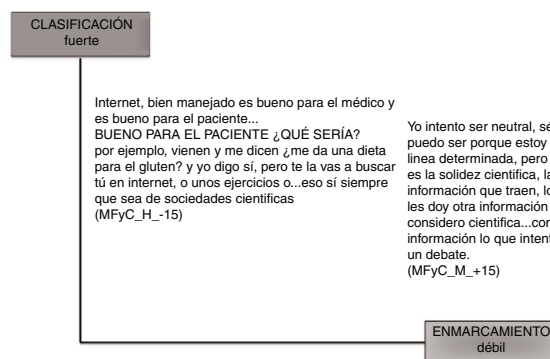 CLASIFICACIÓN
fuerte
Internet, bien manejado es bueno para el médico y
es bueno para el paciente...
BUENO PARA EL PACIENTE ¿QUÉ SERÍA?
por ejemplo, vienen y me dicen ¿me da una dieta
para el gluten? y yo digo sí, pero te la vas a buscar
tú en internet, o unos ejercicios o...eso sí siempre
que sea de sociedades cientificas
(MFyC_H_-15)
Yo intento ser neutral, sé
puedo ser porque estoy
linea determinada, pero
es la solidez cientifica, la
información que traen, lo
les doy otra información
considero cientifica...con
información lo que intent
un debate.
(MFyC_M_+15)
ENMARCAMIENTO
débil